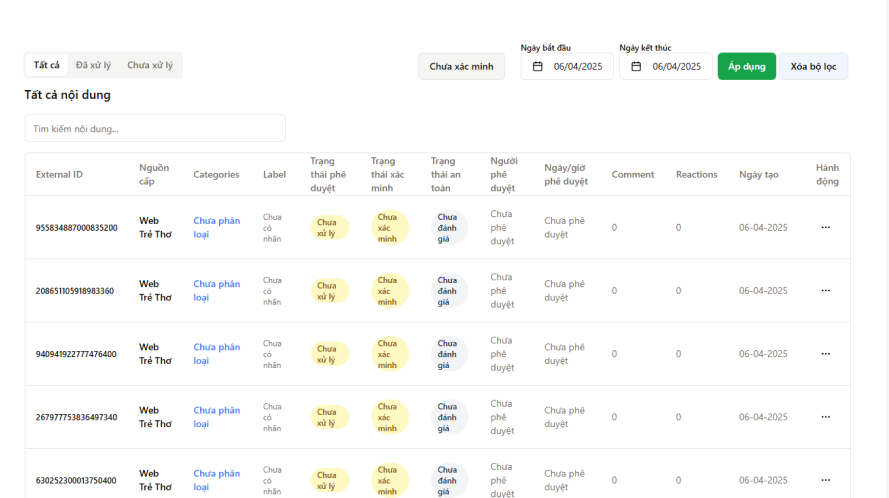 Ngày bắt đầu Ngày kết thúc
Tất cả Đã xử lý Chưa xử lý Chưa xác minh 06/04/2025 06/04/2025 Áp dụng Xóa bộ lọc
Tất cả nội dung
Tìm kiếm nội dung...
External ID Nguồn cấp Categories Label Trạng thái phê duyệt Trạng thái xác minh Trạng thái an toàn Người phê duyệt Ngày/giờ phê duyệt Comment Reactions Ngày tạo Hành động
955834887000835200 Web Trẻ Thơ Chưa phân loại Chưa có nhãn Chưa xử lý Chưa xác minh Chưa đánh giá Chưa phê duyệt Chưa phê duyệt 0 0 06-04-2025 ...
208651105918983360 Web Trẻ Thơ Chưa phân loại Chưa có nhãn Chưa xử lý Chưa xác minh Chưa đánh giá Chưa phê duyệt Chưa phê duyệt 0 0 06-04-2025 ...
940941922777476400 Web Trẻ Thơ Chưa phân loại Chưa có nhãn Chưa xử lý Chưa xác minh Chưa đánh giá Chưa phê duyệt Chưa phê duyệt 0 0 06-04-2025 ...
267977753836497340 Web Trẻ Thơ Chưa phân loại Chưa có nhãn Chưa xử lý Chưa xác minh Chưa đánh giá Chưa phê duyệt Chưa phê duyệt 0 0 06-04-2025 ...
630252300013750400 Web Trẻ Thơ Chưa phân loại Chưa có nhãn Chưa xử lý Chưa xác minh Chưa đánh giá Chưa phê duyệt Chưa phê duyệt 0 0 06-04-2025 ...